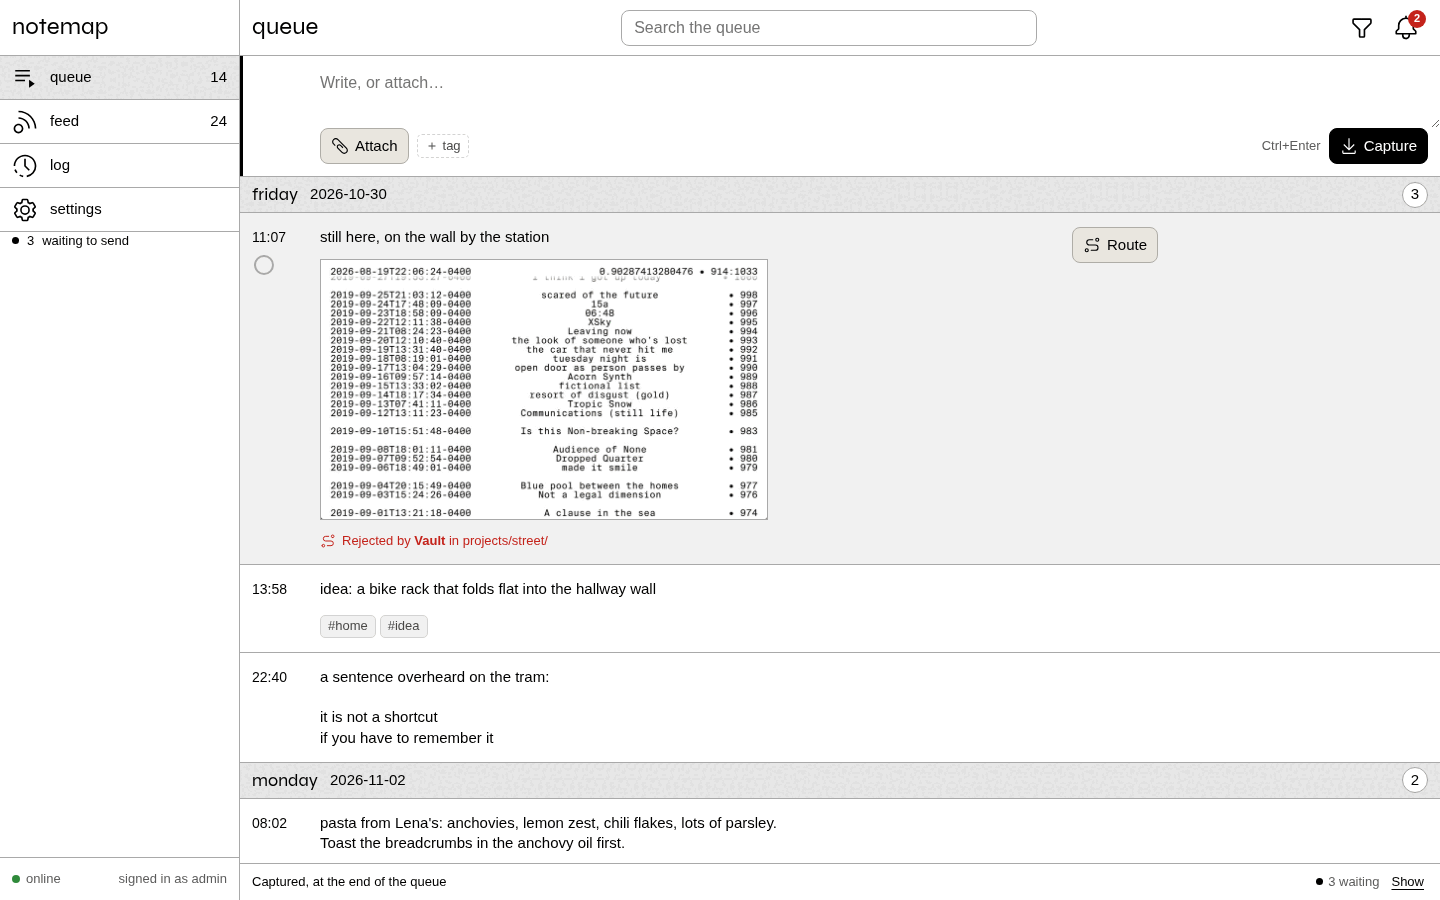 notemap
queue
Search the queue
2
queue 14
feed 24
log
settings
3 waiting to send
online
signed in as admin
Write, or attach…
Attach
+ tag
Ctrl+Enter
Capture
friday 2026-10-30
3
11:07
still here, on the wall by the station
Route
2026-08-19T22:06:24-0400 0.90287413280476 • 914:1033
2019-09-25T21:03:12-0400 scared of the future • 998
2019-09-24T17:48:09-0400 15a • 997
2019-09-23T18:58:09-0400 06:48 • 996
2019-09-22T12:11:38-0400 XSky • 995
2019-09-21T08:24:23-0400 Leaving now • 994
2019-09-20T12:10:40-0400 the look of someone who's lost • 993
2019-09-19T13:31:40-0400 the car that never hit me • 992
2019-09-18T08:19:01-0400 tuesday night is • 991
2019-09-17T13:04:29-0400 open door as person passes by • 990
2019-09-16T09:57:14-0400 Acorn Synth • 989
2019-09-15T13:33:02-0400 fictional list • 988
2019-09-14T18:17:34-0400 resort of disgust (gold) • 987
2019-09-13T07:41:11-0400 Tropic Snow • 986
2019-09-12T13:11:23-0400 Communications (still life) • 985
2019-09-10T15:51:48-0400 Is this Non-breaking Space? • 983
2019-09-08T18:01:11-0400 Audience of None • 981
2019-09-07T09:52:54-0400 Dropped Quarter • 980
2019-09-06T18:49:01-0400 made it smile • 979
2019-09-04T20:15:49-0400 Blue pool between the homes • 977
2019-09-03T15:24:26-0400 Not a legal dimension • 976
2019-09-01T13:21:18-0400 A clause in the sea • 974
Rejected by Vault in projects/street/
13:58
idea: a bike rack that folds flat into the hallway wall
#home #idea
22:40
a sentence overheard on the tram:
it is not a shortcut
if you have to remember it
monday 2026-11-02
2
08:02
pasta from Lena's: anchovies, lemon zest, chili flakes, lots of parsley.
Toast the breadcrumbs in the anchovy oil first.
Captured, at the end of the queue
3 waiting
Show